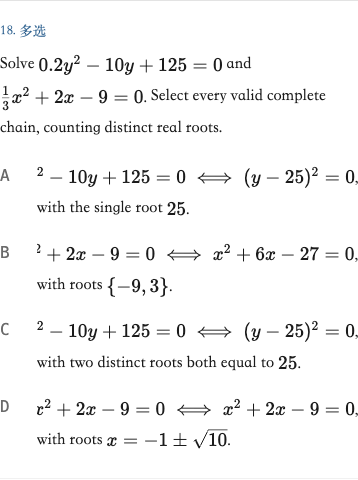 18. 多选
Solve 0.2y² − 10y + 125 = 0 and
⅓x² + 2x − 9 = 0. Select every valid complete
chain, counting distinct real roots.
A ² − 10y + 125 = 0 ⟺ (y − 25)² = 0,
with the single root 25.
B ² + 2x − 9 = 0 ⟺ x² + 6x − 27 = 0,
with roots {−9, 3}.
C ² − 10y + 125 = 0 ⟺ (y − 25)² = 0,
with two distinct roots both equal to 25.
D x² + 2x − 9 = 0 ⟺ x² + 2x − 9 = 0,
with roots x = −1 ± √10.